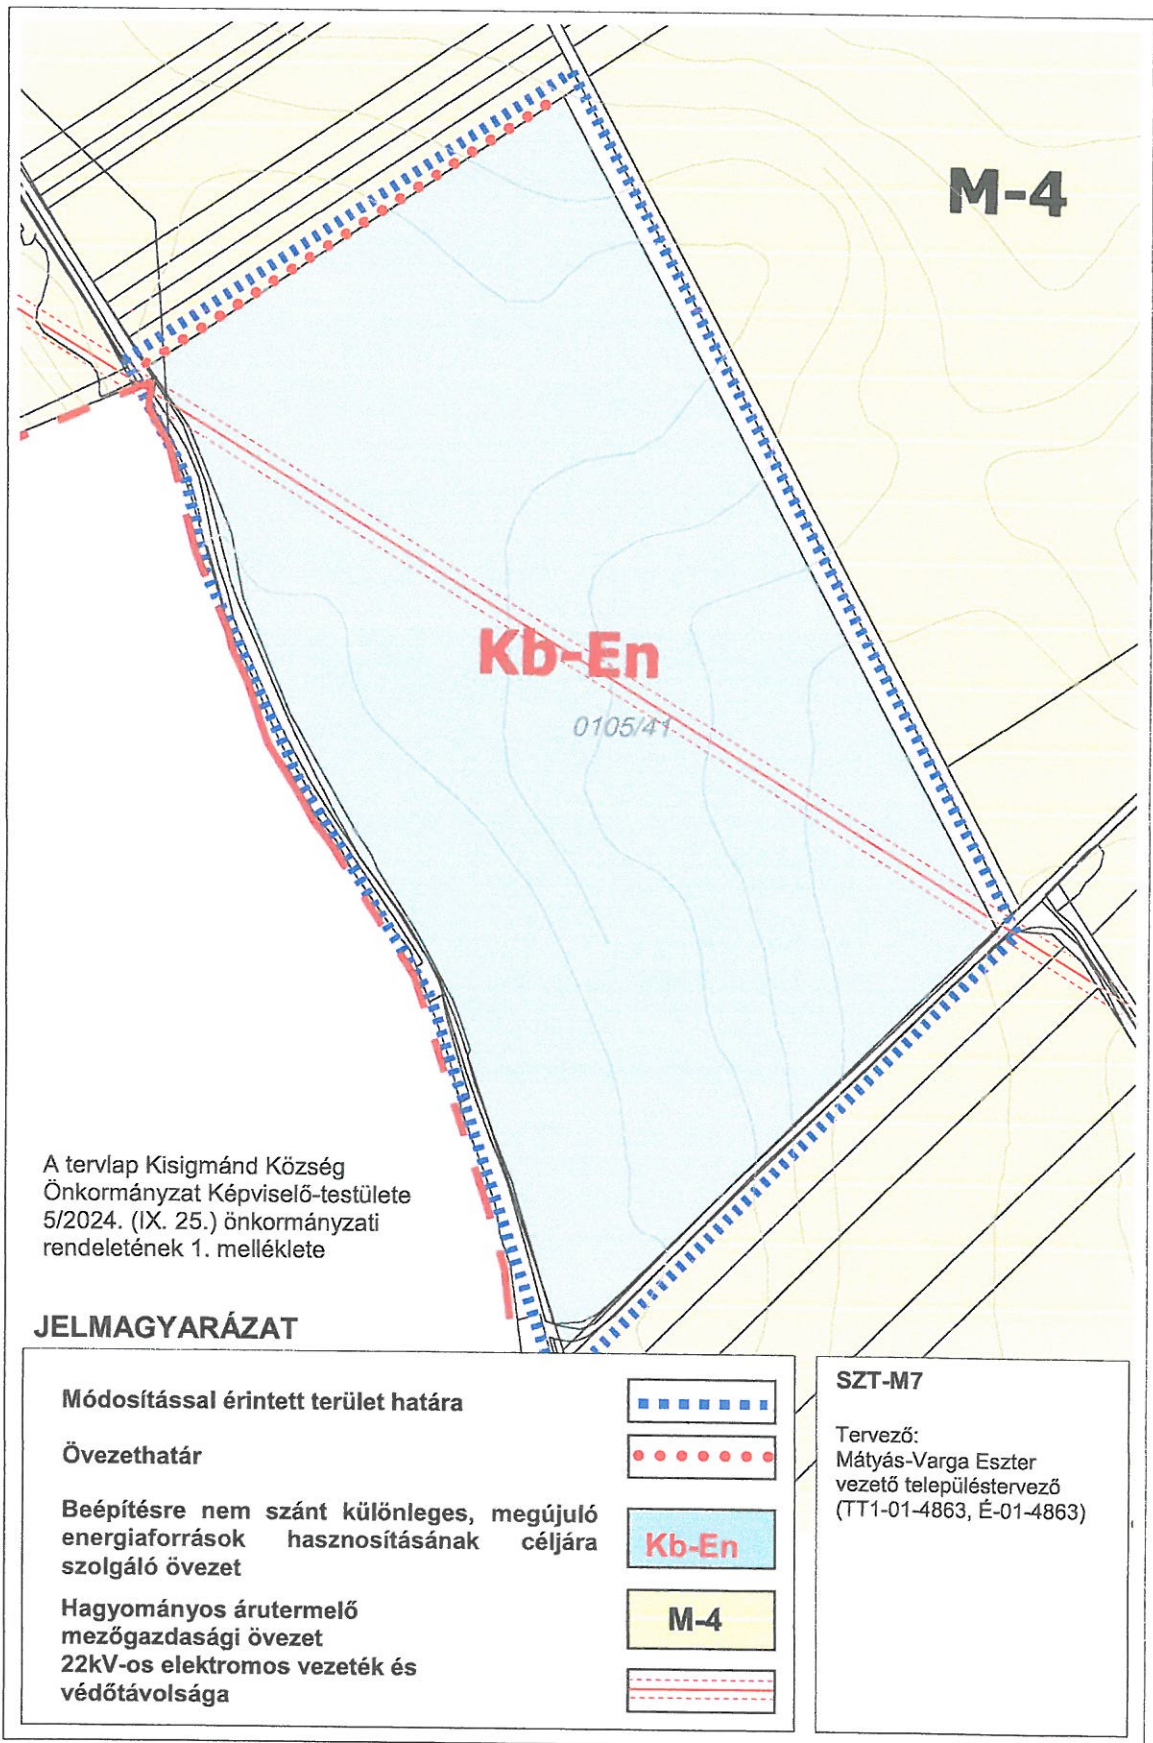 M-4
Kb-En
0105/41
A tervlap Kisigmánd Község
Önkormányzat Képviselő-testülete
5/2024. (IX. 25.) önkormányzati
rendeletének 1. melléklete
JELMAGYARÁZAT
Módosítással érintett terület határa
Övezethatár
Beépítésre nem szánt különleges, megújuló
energiaforrások hasznosításának céljára
szolgáló övezet
Kb-En
Hagyományos árutermelő
mezőgazdasági övezet
M-4
22kV-os elektromos vezeték és
védőtávolsága
SZT-M7
Tervező:
Mátyás-Varga Eszter
vezető településtervező
(TT1-01-4863, É-01-4863)